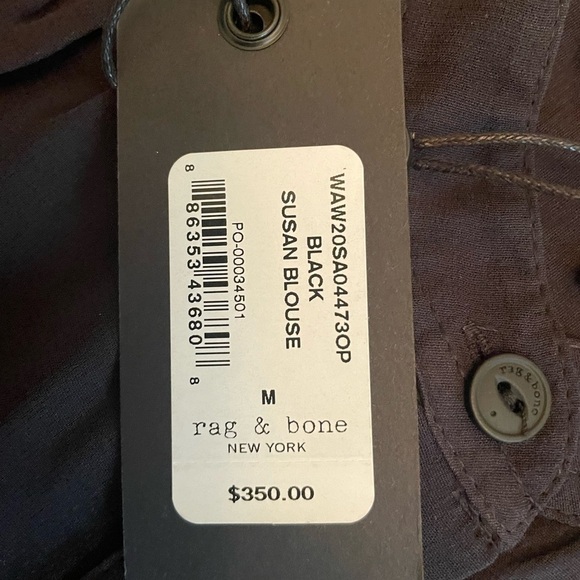 WAW20SA04473OP
BLACK
SUSAN BLOUSE
PO-00034501
8 86353 43680 8
M
rag & bone
NEW YORK
$350.00
rag & bone